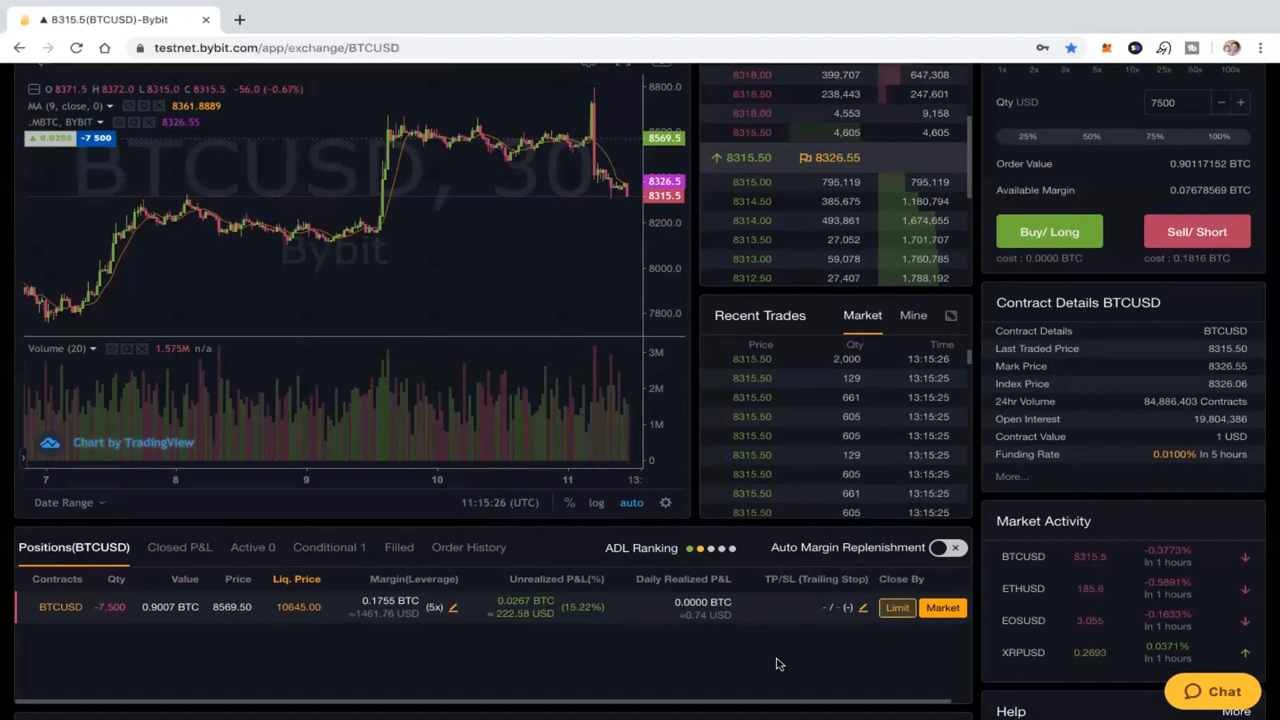 ▲ 8315.5(BTCUSD)-Bybit
testnet.bybit.com/app/exchange/BTCUSD
O 8371.5 H 8372.0 L 8315.0 C 8315.5 -56.0 (-0.67%)
MA (9, close, 0) 8361.8889
.MBTC, BYBIT 8326.55
▲ 0.0255 -7 500
BTCUSD, 30
Bybit
8800.0
8569.5
8326.5
8315.5
8200.0
8000.0
7800.0
Volume (20) 1.575M n/a
3M
2M
1M
0
Chart by TradingView
7 8 9 10 11 13:
Date Range 11:15:26 (UTC) % log auto
8319.00 399,707 647,308
8318.50 238,443 247,601
8318.00 4,553 9,158
8315.50 4,605 4,605
8315.50 8326.55
8315.00 795,119 795,119
8314.50 385,675 1,180,794
8314.00 493,861 1,674,655
8313.50 27,052 1,701,707
8313.00 59,078 1,760,785
8312.50 27,407 1,788,192
Recent Trades Market Mine
Price Qty Time
8315.50 2,000 13:15:26
8315.50 129 13:15:25
8315.50 661 13:15:25
8315.50 605 13:15:25
8315.50 605 13:15:25
8315.50 129 13:15:25
8315.50 605 13:15:25
8315.50 661 13:15:25
8315.50 605 13:15:25
1x 2x 3x 5x 10x 25x 50x 100x
Qty USD 7500 − +
25% 50% 75% 100%
Order Value 0.90117152 BTC
Available Margin 0.07678569 BTC
Buy/ Long Sell/ Short
cost : 0.0000 BTC cost : 0.1816 BTC
Contract Details BTCUSD
Contract Details BTCUSD
Last Traded Price 8315.50
Mark Price 8326.55
Index Price 8326.06
24hr Volume 84,886,403 Contracts
Open Interest 19,804,386
Contract Value 1 USD
Funding Rate 0.0100% In 5 hours
More...
Market Activity
BTCUSD 8315.5 -0.3773% In 1 hours
ETHUSD 185.6 -0.5891% In 1 hours
EOSUSD 3.055 -0.1633% In 1 hours
XRPUSD 0.2693 0.0371% In 1 hours
Chat
Help More
Positions(BTCUSD) Closed P&L Active 0 Conditional 1 Filled Order History ADL Ranking Auto Margin Replenishment
Contracts Qty Value Price Liq. Price Margin(Leverage) Unrealized P&L(%) Daily Realized P&L TP/SL (Trailing Stop) Close By
BTCUSD -7,500 0.9007 BTC 8569.50 10645.00 0.1755 BTC (5x) 0.0267 BTC (15.22%) 0.0000 BTC - / - (-) Limit Market
≈1461.76 USD ≈ 222.58 USD ≈0.74 USD